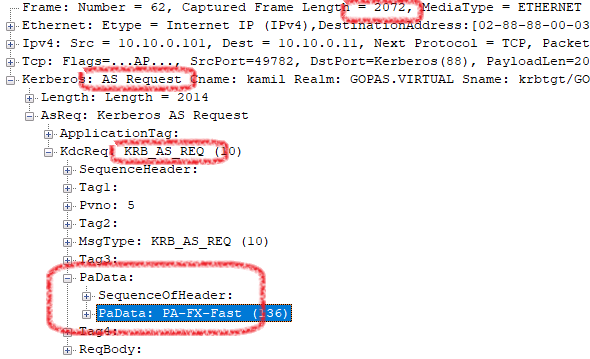 Frame: Number = 62, Captured Frame Length = 2072, MediaType = ETHERNET
Ethernet: Etype = Internet IP (IPv4),DestinationAddress:[02-88-88-00-03
Ipv4: Src = 10.10.0.101, Dest = 10.10.0.11, Next Protocol = TCP, Packet
Tcp: Flags=...AP..., SrcPort=49782, DstPort=Kerberos(88), PayloadLen=20
Kerberos: AS Request Cname: kamil Realm: GOPAS.VIRTUAL Sname: krbtgt/GO
Length: Length = 2014
AsReq: Kerberos AS Request
ApplicationTag:
KdcReq: KRB_AS_REQ (10)
SequenceHeader:
Tag1:
Pvno: 5
Tag2:
MsgType: KRB_AS_REQ (10)
Tag3:
PaData:
SequenceOfHeader:
PaData: PA-FX-Fast (136)
Tag4:
ReqBody: